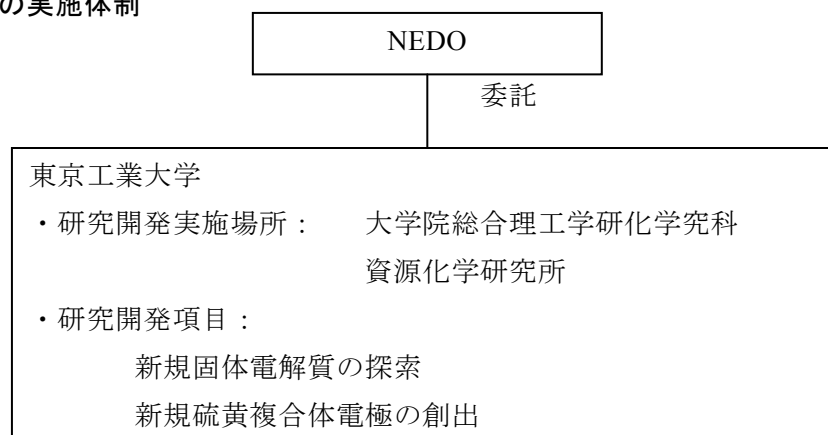 の実施体制
NEDO
委託
東京工業大学
・研究開発実施場所： 大学院総合理工学研化学究科
資源化学研究所
・研究開発項目：
新規固体電解質の探索
新規硫黄複合体電極の創出